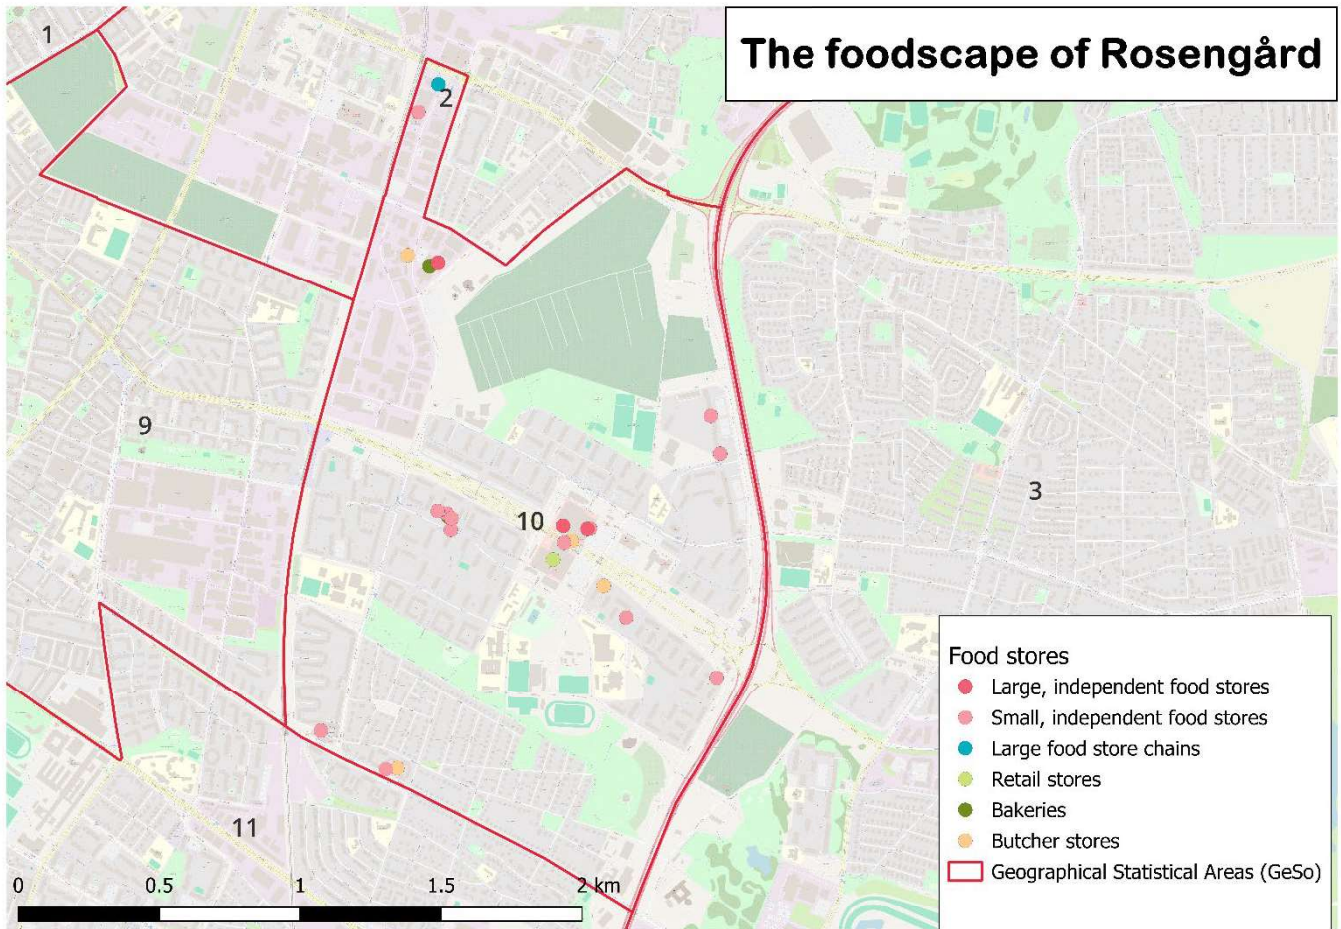 The foodscape of Rosengård
1
2
9
3
10
11
Food stores
Large, independent food stores
Small, independent food stores
Large food store chains
Retail stores
Bakeries
Butcher stores
Geographical Statistical Areas (GeSo)
0 0.5 1 1.5 2 km